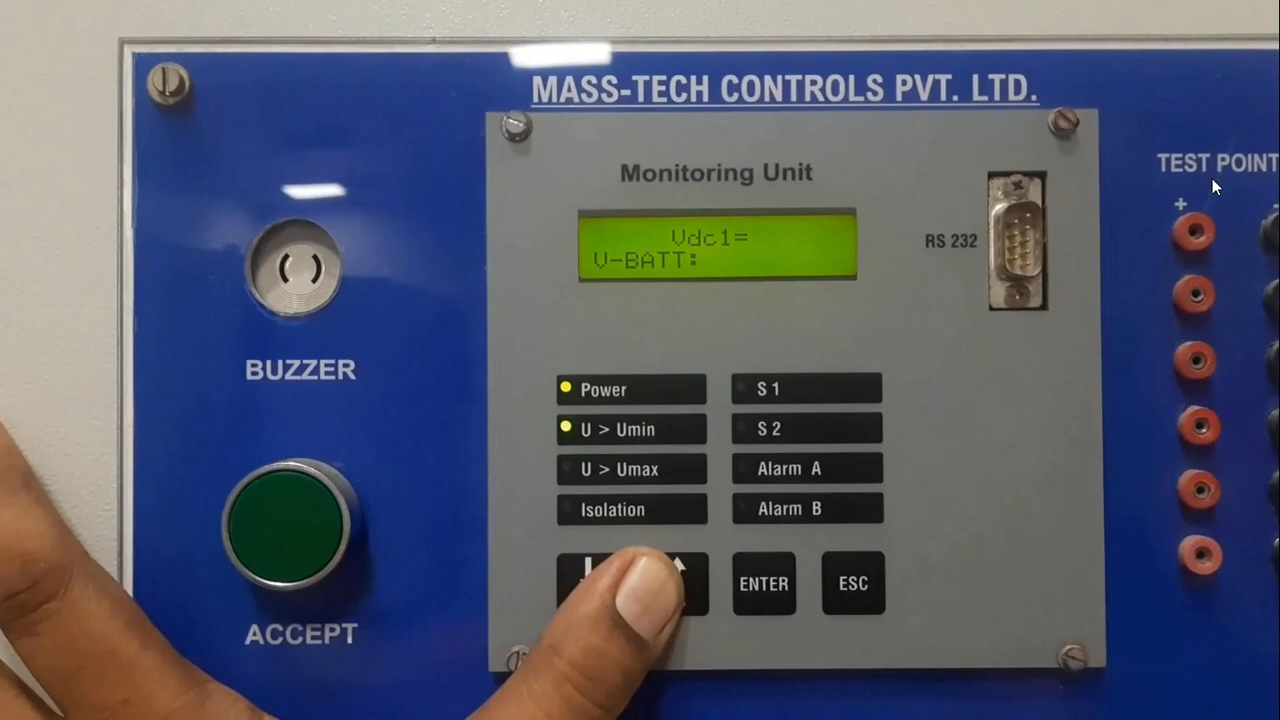 MASS-TECH CONTROLS PVT. LTD.
Monitoring Unit
TEST POINT
+
Vdc1=
V-BATT:
RS 232
BUZZER
Power
S 1
U > Umin
S 2
U > Umax
Alarm A
Isolation
Alarm B
ENTER
ESC
ACCEPT